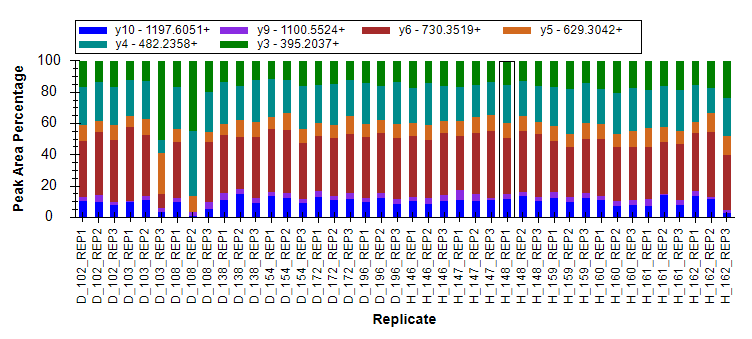 y10 - 1197.6051+ y9 - 1100.5524+ y6 - 730.3519+ y5 - 629.3042+
y4 - 482.2358+ y3 - 395.2037+
Peak Area Percentage
100
80
60
40
20
0
D_102_REP1
D_102_REP2
D_102_REP3
D_103_REP1
D_103_REP2
D_103_REP3
D_108_REP1
D_108_REP2
D_108_REP3
D_138_REP1
D_138_REP2
D_138_REP3
D_154_REP1
D_154_REP2
D_154_REP3
D_172_REP1
D_172_REP2
D_172_REP3
D_196_REP1
D_196_REP2
D_196_REP3
H_146_REP1
H_146_REP2
H_146_REP3
H_147_REP1
H_147_REP2
H_147_REP3
H_148_REP1
H_148_REP2
H_148_REP3
H_159_REP1
H_159_REP2
H_159_REP3
H_160_REP1
H_160_REP2
H_160_REP3
H_161_REP1
H_161_REP2
H_161_REP3
H_162_REP1
H_162_REP2
H_162_REP3
Replicate